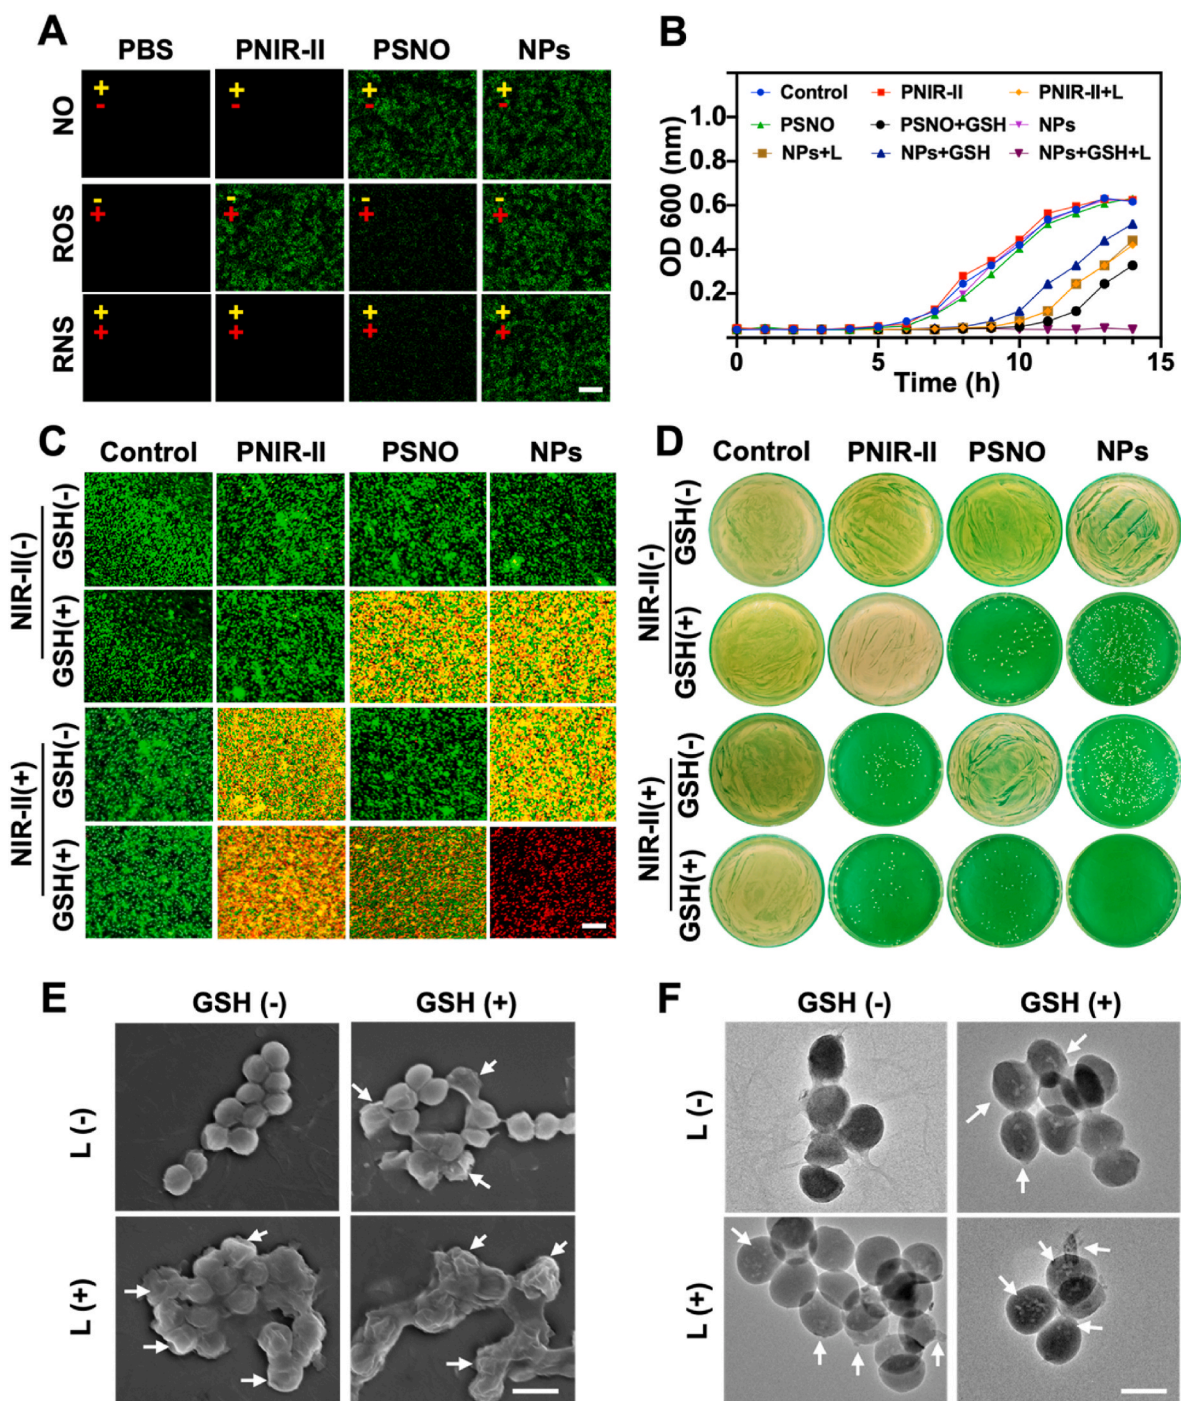 A
PBS PNIR-II PSNO NPs
NO
+ + + +
- - - -
ROS
- - - -
+ + + +
RNS
+ + + +
+ + + +
B
Control PNIR-II PNIR-II+L
PSNO PSNO+GSH NPs
NPs+L NPs+GSH NPs+GSH+L
OD 600 (nm)
1.0
0.8
0.6
0.4
0.2
0 5 10 15
Time (h)
C
Control PNIR-II PSNO NPs
NIR-II(-)
GSH(-)
GSH(+)
NIR-II(+)
GSH(-)
GSH(+)
D
Control PNIR-II PSNO NPs
NIR-II(-)
GSH(-)
GSH(+)
NIR-II(+)
GSH(-)
GSH(+)
E
GSH (-) GSH (+)
L (-)
L (+)
F
GSH (-) GSH (+)
L (-)
L (+)